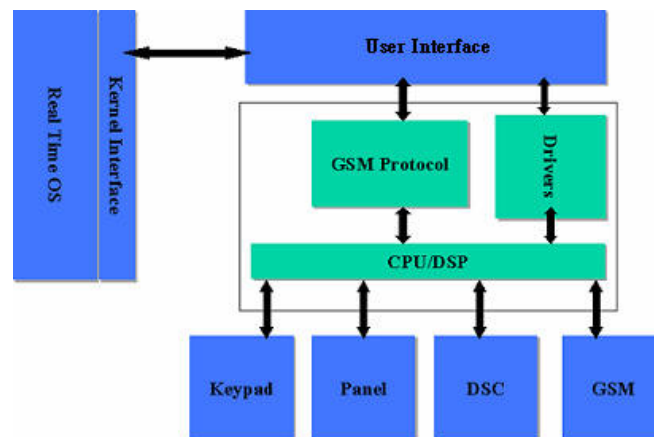 Real Time OS
Kernel Interface
User Interface
GSM Protocol
Drivers
CPU/DSP
Keypad
Panel
DSC
GSM